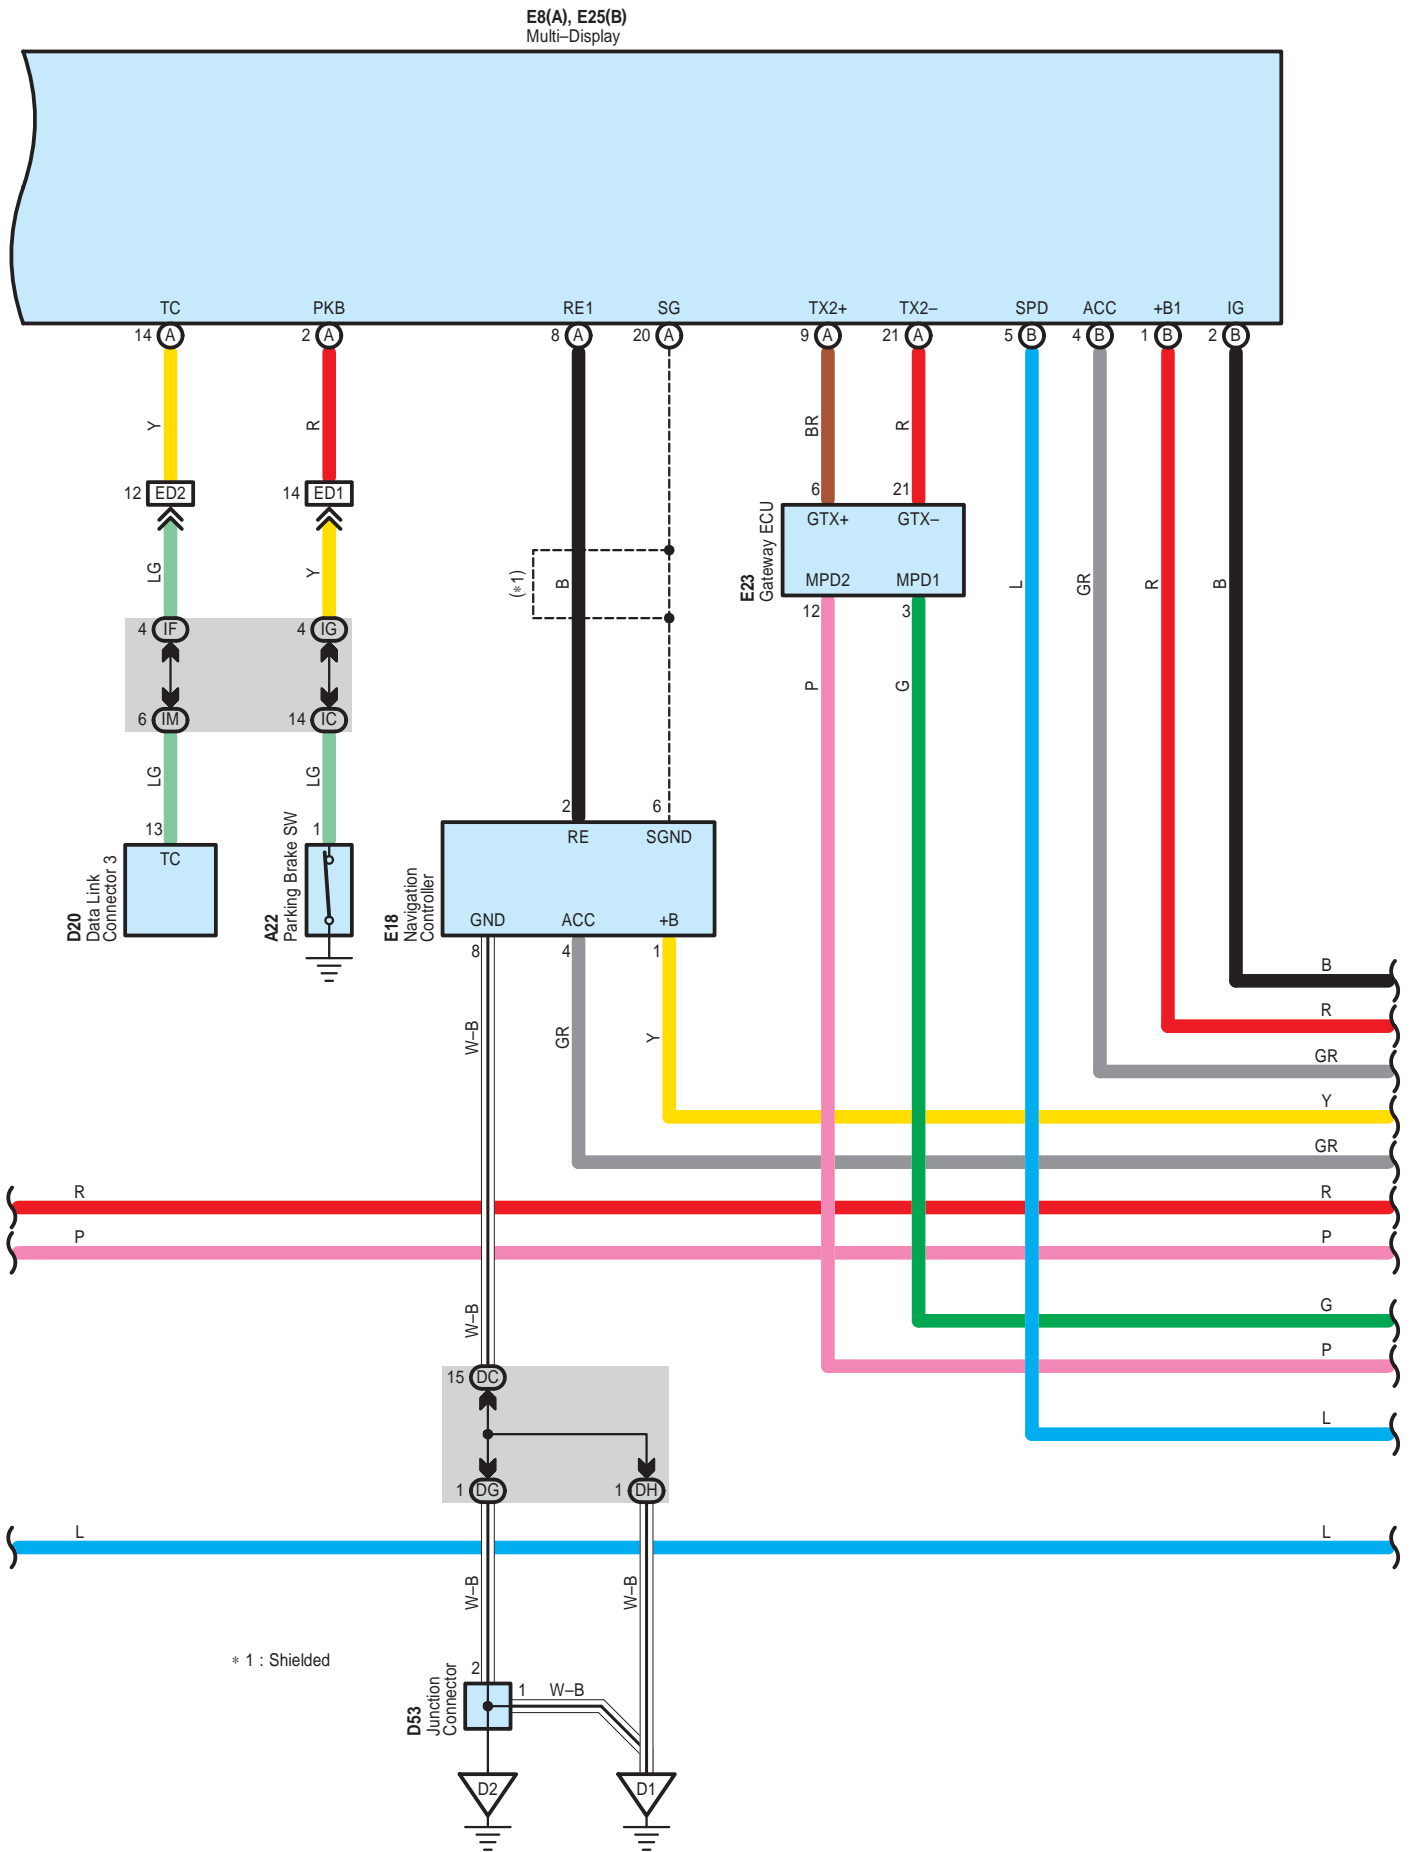 E8(A), E25(B)
Multi–Display
TC PKB RE1 SG TX2+ TX2– SPD ACC +B1 IG
14 A 2 A 8 A 20 A 9 A 21 A 5 B 4 B 1 B 2 B
Y R BR R
12 ED2 14 ED1
6 21
GTX+ GTX–
MPD2 MPD1
E23
Gateway ECU
12 3
LG Y (*1) B L GR R B
4 IF 4 IG
P G
6 IM 14 IC
LG LG
13 1 2 6
TC
D20
Data Link
Connector 3
A22
Parking Brake SW
RE SGND
E18
Navigation
Controller
GND ACC +B
8 4 1
W–B GR Y
B
R
GR
Y
GR
R R
P P
G
W–B
P
15 DC
L
1 DG 1 DH
L L
W–B W–B
* 1 : Shielded
2
1 W–B
D53
Junction
Connector
D2 D1